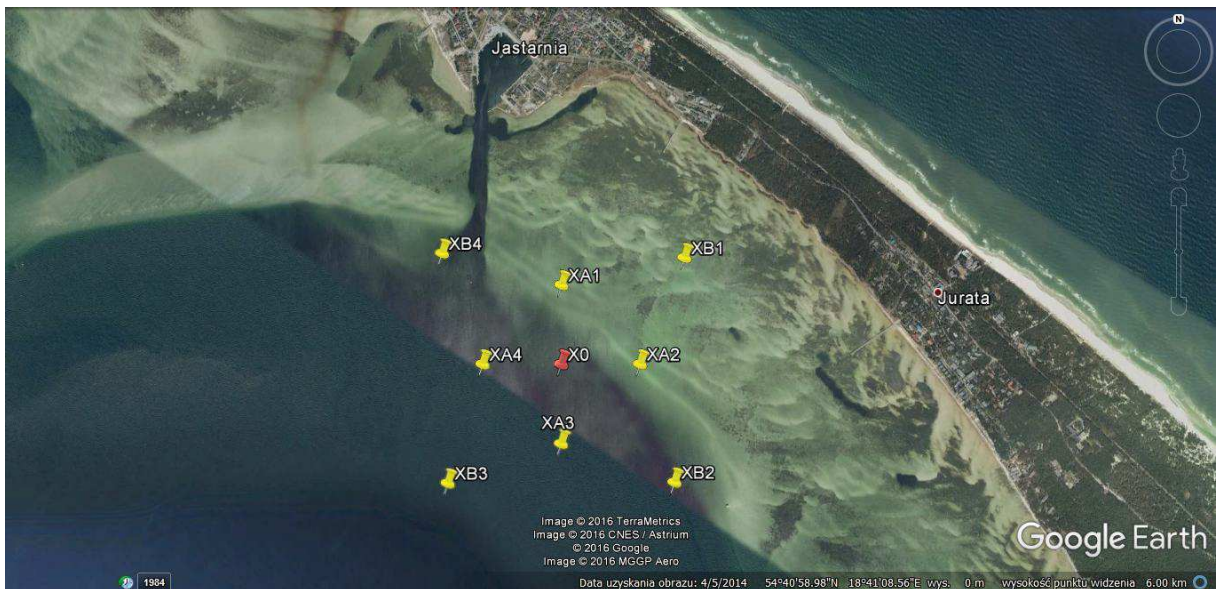 N
Jastarnia
XB4
XB1
XA1
Jurata
XA4
X0
XA2
XA3
XB3
XB2
Image © 2016 TerraMetrics
Image © 2016 CNES / Astrium
© 2016 Google
Image © 2016 MGGP Aero
Google Earth
1984
Data uzyskania obrazu: 4/5/2014 54°40'58.98"N 18°41'08.56"E wys. 0 m wysokość punktu widzenia 6.00 km